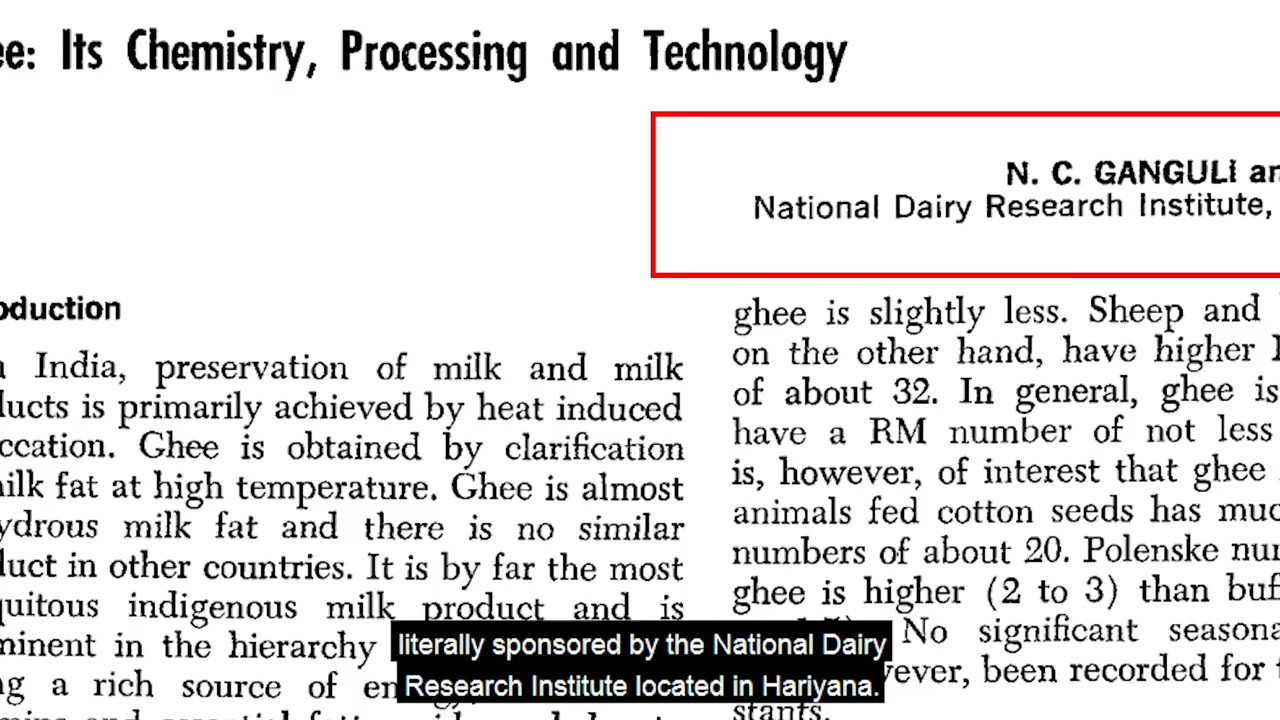 ee: Its Chemistry, Processing and Technology
N. C. GANGULI an
National Dairy Research Institute,
oduction
India, preservation of milk and milk
ducts is primarily achieved by heat induced
ccation. Ghee is obtained by clarification
milk fat at high temperature. Ghee is almost
ydrous milk fat and there is no similar
duct in other countries. It is by far the most
quitous indigenous milk product and is
minent in the hierarchy
ng a rich source of en
ghee is slightly less. Sheep and
on the other hand, have higher
of about 32. In general, ghee is
have a RM number of not less
is, however, of interest that ghee
animals fed cotton seeds has muc
numbers of about 20. Polenske nu
ghee is higher (2 to 3) than buf
No significant seasona
ever, been recorded for
stants.
literally sponsored by the National Dairy
Research Institute located in Hariyana.